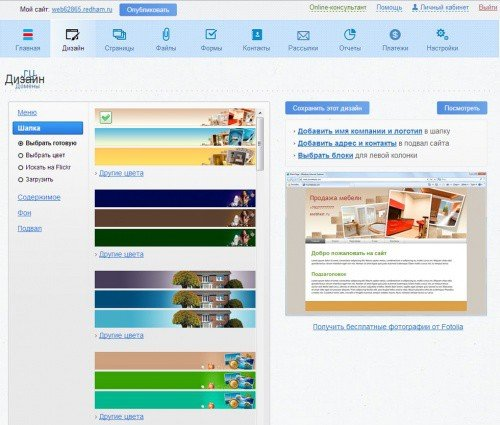 Мой сайт: web62865.redham.ru Опубликовать Online-консультант Помощь Личный кабинет Выйти
Главная Дизайн Страницы Файлы Формы Контакты Рассылки Отчеты Платежи Настройки
Дизайн
Домены
Меню
Шапка
Выбрать готовую
Выбрать цвет
Искать на Flickr
Загрузить
Содержимое
Фон
Подвал
› Другие цвета
› Другие цвета
› Другие цвета
› Другие цвета
Сохранить этот дизайн Посмотреть
Добавить имя компании и логотип в шапку
Добавить адрес и контакты в подвал сайта
Выбрать блоки для левой колонки
Продажа мебели
Добро пожаловать на сайт
Подзаголовок
Получить бесплатные фотографии от Fotolia